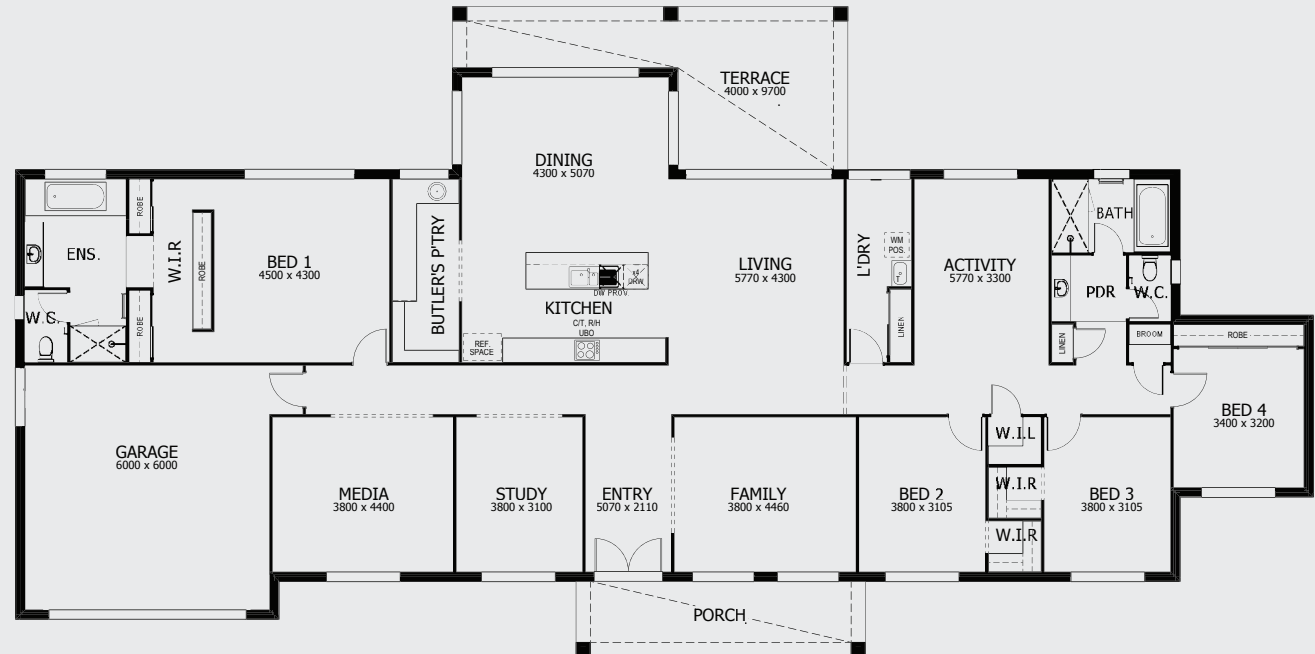 TERRACE
4000 x 9700
DINING
4300 x 5070
ROBE
ENS.
W.I.R
ROBE
BED 1
4500 x 4300
BUTLER'S P'TRY
LIVING
5770 x 4300
L'DRY
WM
POS.
ACTIVITY
5770 x 3300
BATH
x4
DRW
DW PROV.
KITCHEN
C/T, R/H
UBO
PDR
W.C.
W.C.
ROBE
REF.
SPACE
LINEN
LINEN
BROOM
ROBE
BED 4
3400 x 3200
GARAGE
6000 x 6000
W.I.L
MEDIA
3800 x 4400
STUDY
3800 x 3100
ENTRY
5070 x 2110
FAMILY
3800 x 4460
BED 2
3800 x 3105
W.I.R
BED 3
3800 x 3105
W.I.R
PORCH